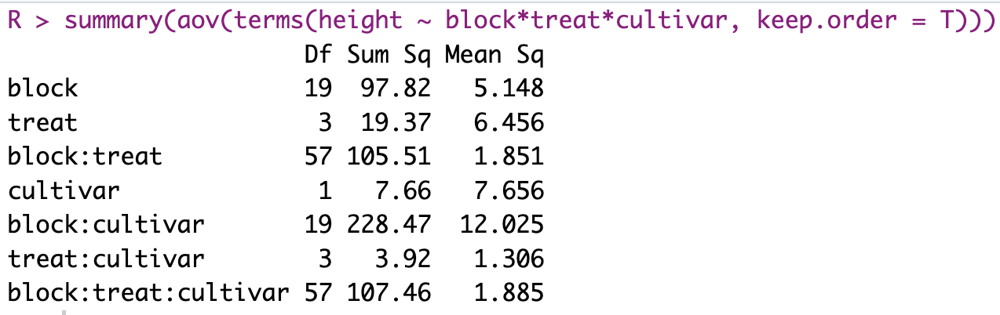 R > summary(aov(terms(height ~ block*treat*cultivar, keep.order = T)))
Df Sum Sq Mean Sq
block 19 97.82 5.148
treat 3 19.37 6.456
block:treat 57 105.51 1.851
cultivar 1 7.66 7.656
block:cultivar 19 228.47 12.025
treat:cultivar 3 3.92 1.306
block:treat:cultivar 57 107.46 1.885